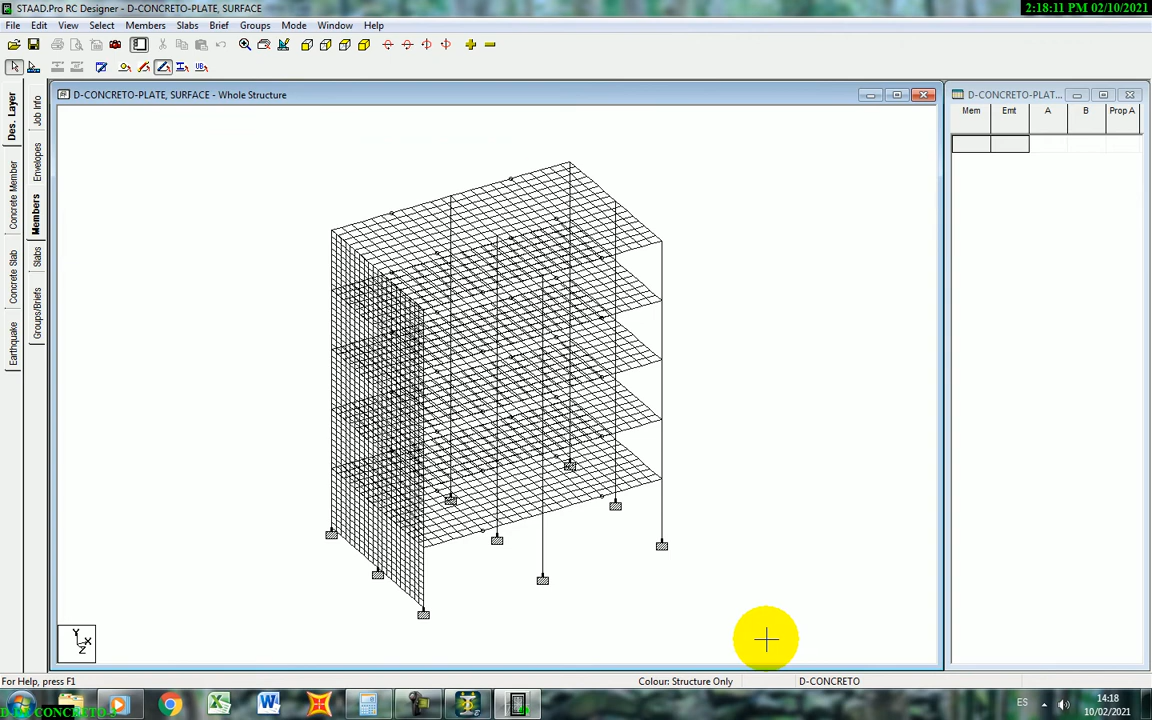 STAAD.Pro RC Designer - D-CONCRETO-PLATE, SURFACE
2:18:11 PM 02/10/2021
File Edit View Select Members Slabs Brief Groups Mode Window Help
D-CONCRETO-PLATE, SURFACE - Whole Structure
D-CONCRETO-PLAT...
Mem Emt A B Prop A
Des. Layer
Concrete Member
Concrete Slab
Earthquake
Job Info
Envelopes
Members
Slabs
Groups/Briefs
UB
Y
X
Z
For Help, press F1
Colour: Structure Only
D-CONCRETO
ES
14:18
10/02/2021